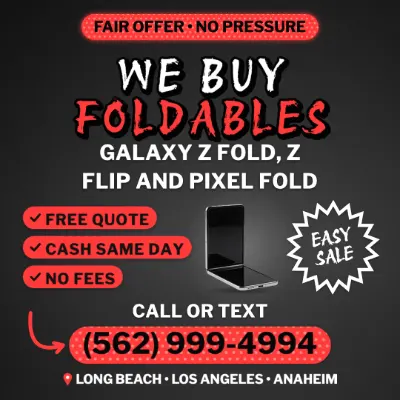 FAIR OFFER • NO PRESSURE
WE BUY
FOLDABLES
GALAXY Z FOLD, Z
FLIP AND PIXEL FOLD
FREE QUOTE
CASH SAME DAY
NO FEES
EASY
SALE
CALL OR TEXT
(562) 999-4994
LONG BEACH • LOS ANGELES • ANAHEIM